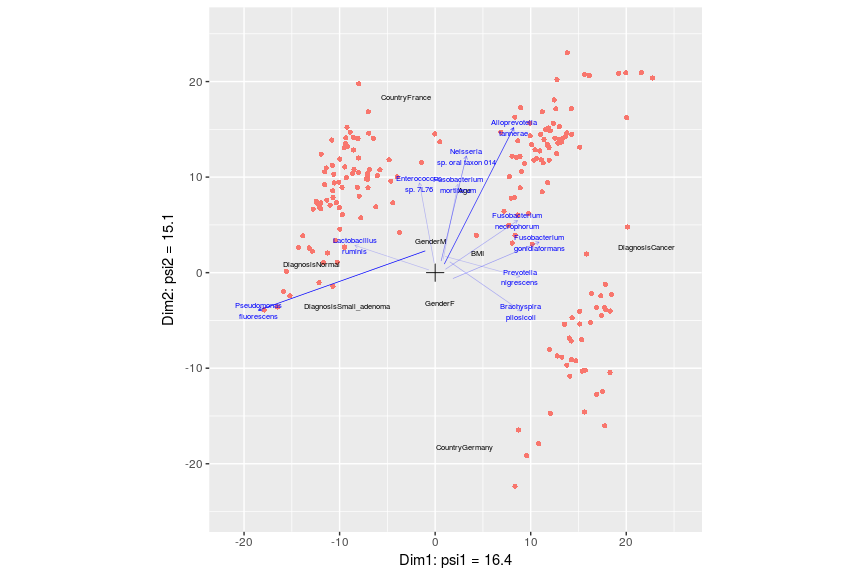 20
10
0
-10
-20
-20
-10
0
10
20
Dim2: psi2 = 15.1
Dim1: psi1 = 16.4
CountryFrance
Alloprevotella
tannerae
Neisseria
sp. oral taxon 014
Enterococcus
sp. 7L76
Fusobacterium
mortiferum
Age
Fusobacterium
necrophorum
Fusobacterium
gonidiaformans
DiagnosisCancer
Lactobacillus
ruminis
GenderM
BMI
DiagnosisNormal
Prevotella
nigrescens
Pseudomonas
fluorescens
DiagnosisSmall_adenoma
GenderF
Brachyspira
pilosicoli
CountryGermany